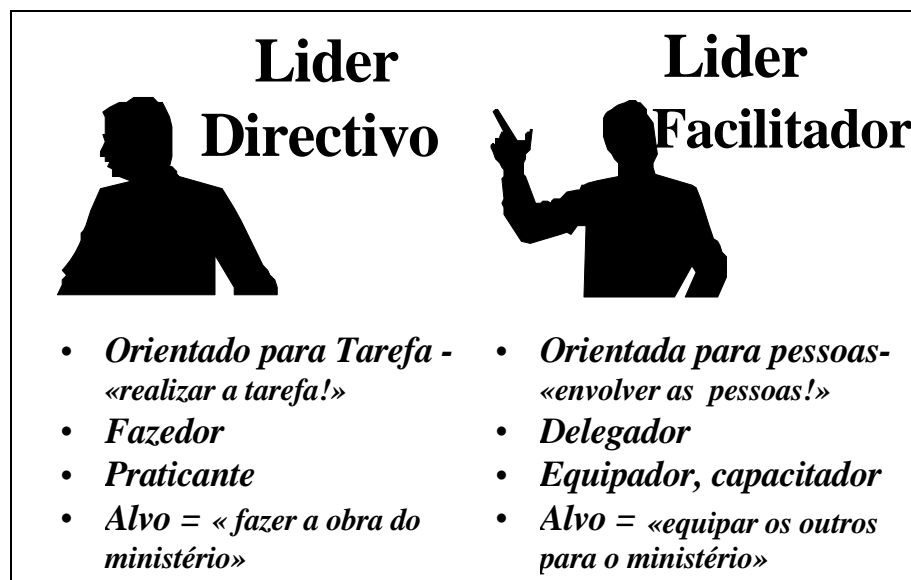 Lider
Directivo
• Orientado para Tarefa -
«realizar a tarefa!»
• Fazedor
• Praticante
• Alvo = « fazer a obra do
ministério»
Lider
Facilitador
• Orientada para pessoas-
«envolver as pessoas!»
• Delegador
• Equipador, capacitador
• Alvo = «equipar os outros
para o ministério»